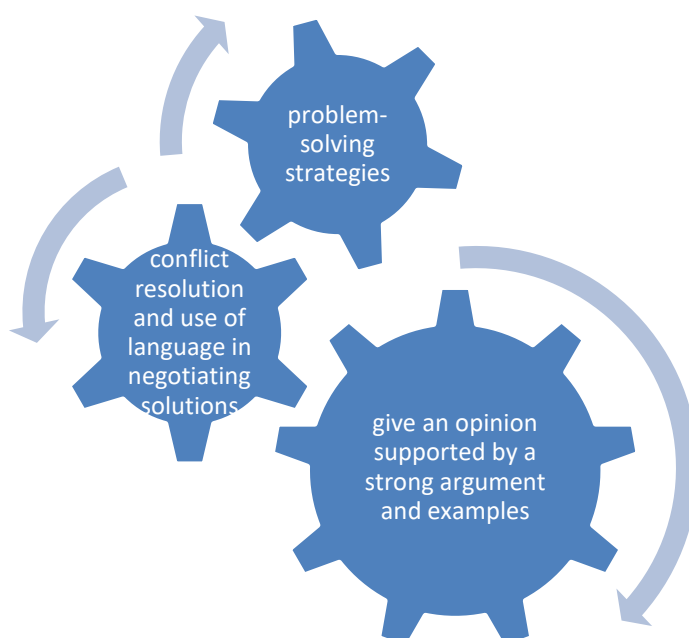 problem-
solving
strategies
conflict
resolution
and use of
language in
negotiating
solutions
give an opinion
supported by a
strong argument
and examples